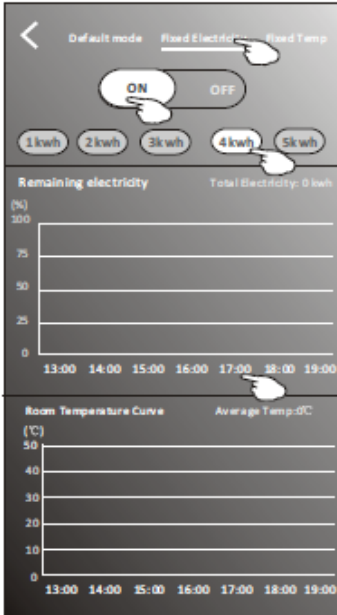 Default mode Fixed Electricity Fixed Temp
ON OFF
1kwh 2kwh 3kwh 4kwh 5kwh
Remaining electricity Total Electricity: 0 kwh
(%)
100
75
50
25
0
13:00 14:00 15:00 16:00 17:00 18:00 19:00
Room Temperature Curve Average Temp:0℃
(℃)
50
40
30
20
10
0
13:00 14:00 15:00 16:00 17:00 18:00 19:00